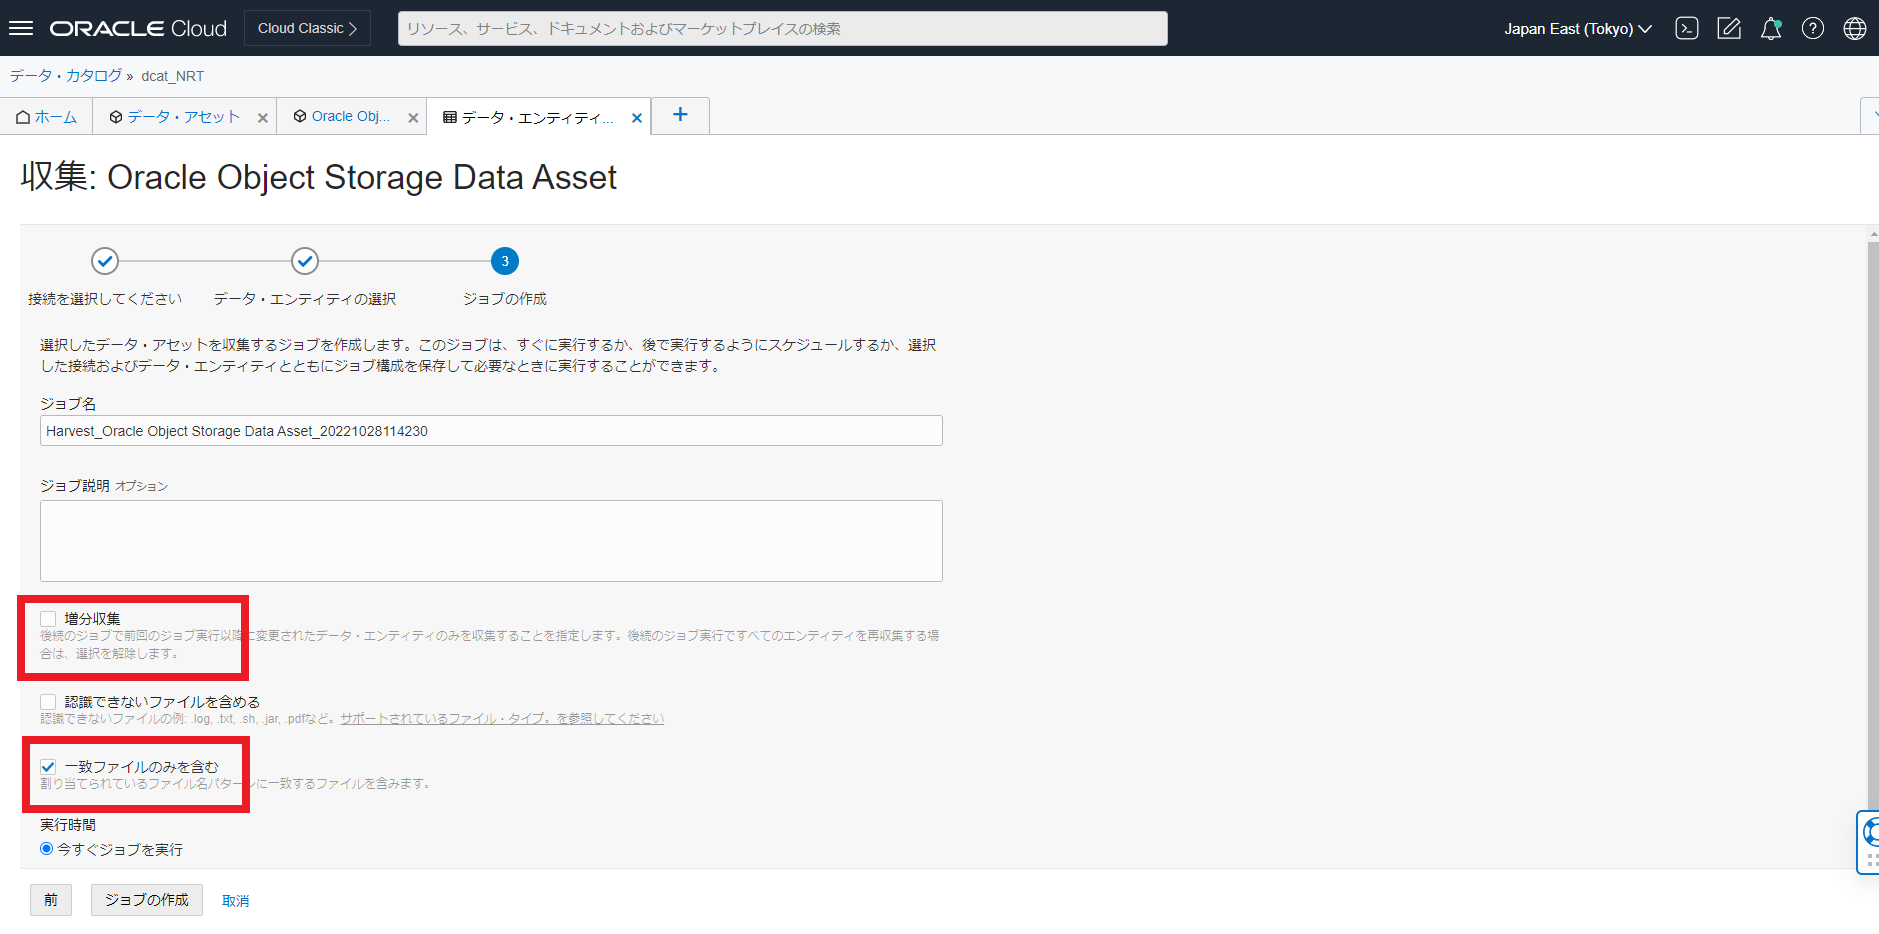 ORACLE Cloud
Cloud Classic
リソース、サービス、ドキュメントおよびマーケットプレイスの検索
Japan East (Tokyo)
データ・カタログ » dcat_NRT
ホーム
データ・アセット
Oracle Obj...
データ・エンティティ...
収集: Oracle Object Storage Data Asset
3
接続を選択してください
データ・エンティティの選択
ジョブの作成
選択したデータ・アセットを収集するジョブを作成します。このジョブは、すぐに実行するか、後で実行するようにスケジュールするか、選択
した接続およびデータ・エンティティとともにジョブ構成を保存して必要なときに実行することができます。
ジョブ名
Harvest_Oracle Object Storage Data Asset_20221028114230
ジョブ説明 オプション
増分収集
後続のジョブで前回のジョブ実行以降に変更されたデータ・エンティティのみを収集することを指定します。後続のジョブ実行ですべてのエンティティを再収集する場
合は、選択を解除します。
認識できないファイルを含める
認識できないファイルの例: .log, .txt, .sh, .jar, .pdfなど。サポートされているファイル・タイプ。を参照してください
一致ファイルのみを含む
割り当てられているファイル名パターンに一致するファイルを含みます。
実行時間
今すぐジョブを実行
前
ジョブの作成
取消